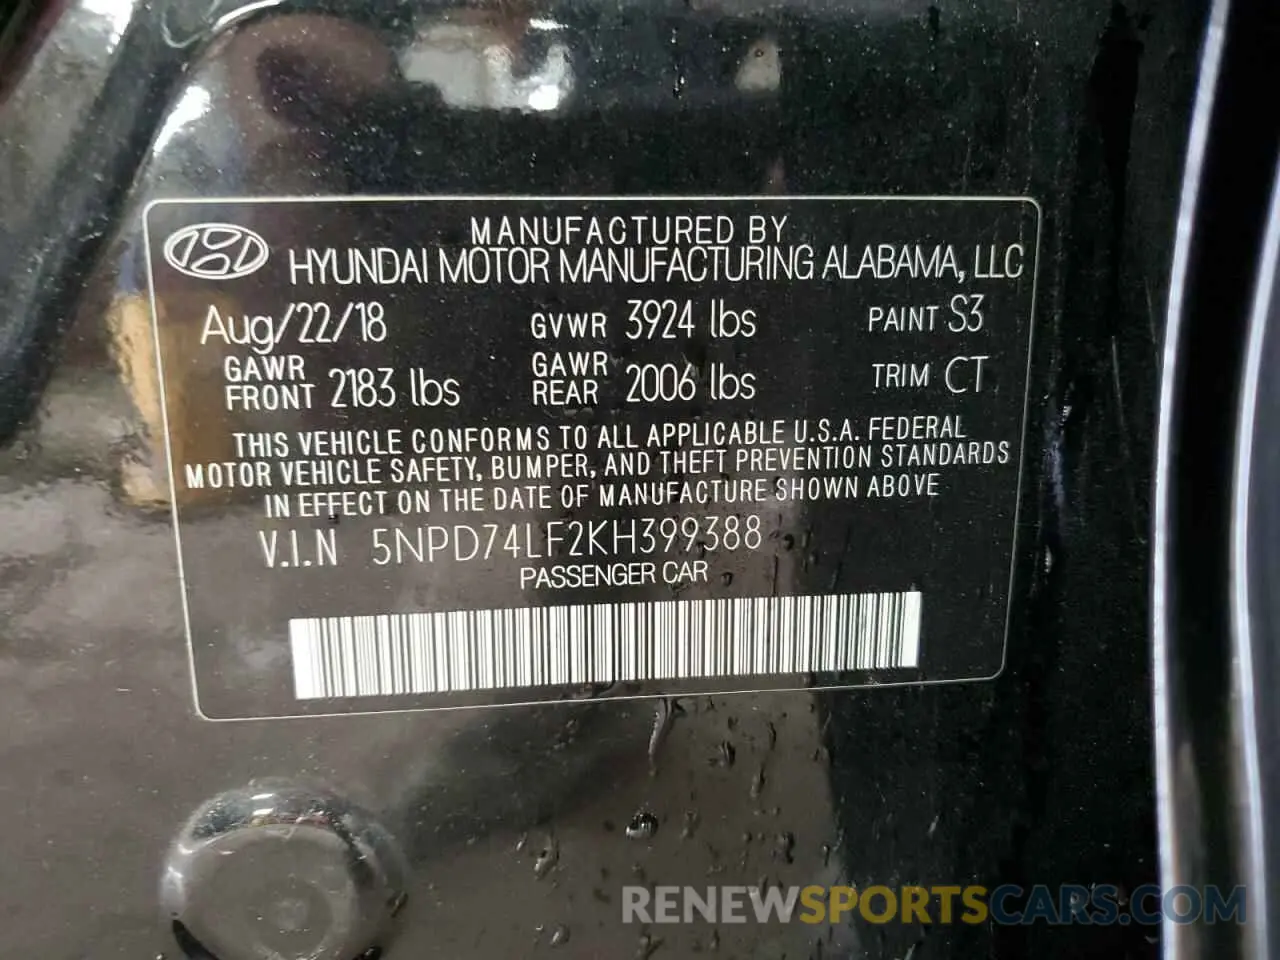 MANUFACTURED BY
HYUNDAI MOTOR MANUFACTURING ALABAMA, LLC
Aug/22/18 GVWR 3924 lbs PAINT S3
GAWR FRONT 2183 lbs GAWR REAR 2006 lbs TRIM CT
THIS VEHICLE CONFORMS TO ALL APPLICABLE U.S.A. FEDERAL
MOTOR VEHICLE SAFETY, BUMPER, AND THEFT PREVENTION STANDARDS
IN EFFECT ON THE DATE OF MANUFACTURE SHOWN ABOVE
V.I.N 5NPD74LF2KH399388
PASSENGER CAR
RENEWSPORTSCARS.COM